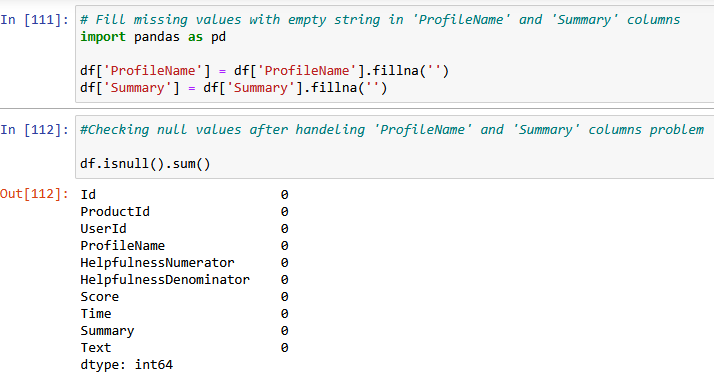 In [111]: # Fill missing values with empty string in 'ProfileName' and 'Summary' columns
import pandas as pd
df['ProfileName'] = df['ProfileName'].fillna('')
df['Summary'] = df['Summary'].fillna('')
In [112]: #Checking null values after handeling 'ProfileName' and 'Summary' columns problem
df.isnull().sum()
Out[112]: Id 0
ProductId 0
UserId 0
ProfileName 0
HelpfulnessNumerator 0
HelpfulnessDenominator 0
Score 0
Time 0
Summary 0
Text 0
dtype: int64